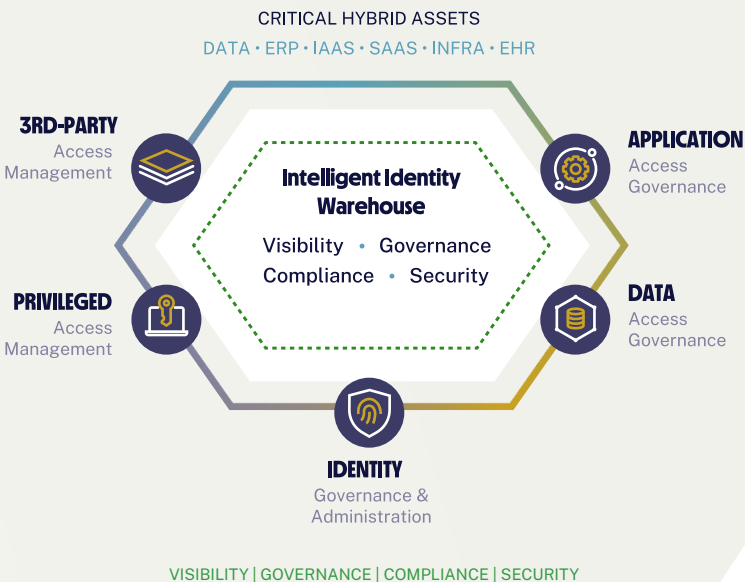 CRITICAL HYBRID ASSETS
DATA • ERP • IAAS • SAAS • INFRA • EHR
3RD-PARTY
Access
Management
APPLICATION
Access
Governance
Intelligent Identity
Warehouse
Visibility • Governance
Compliance • Security
PRIVILEGED
Access
Management
DATA
Access
Governance
IDENTITY
Governance &
Administration
VISIBILITY | GOVERNANCE | COMPLIANCE | SECURITY